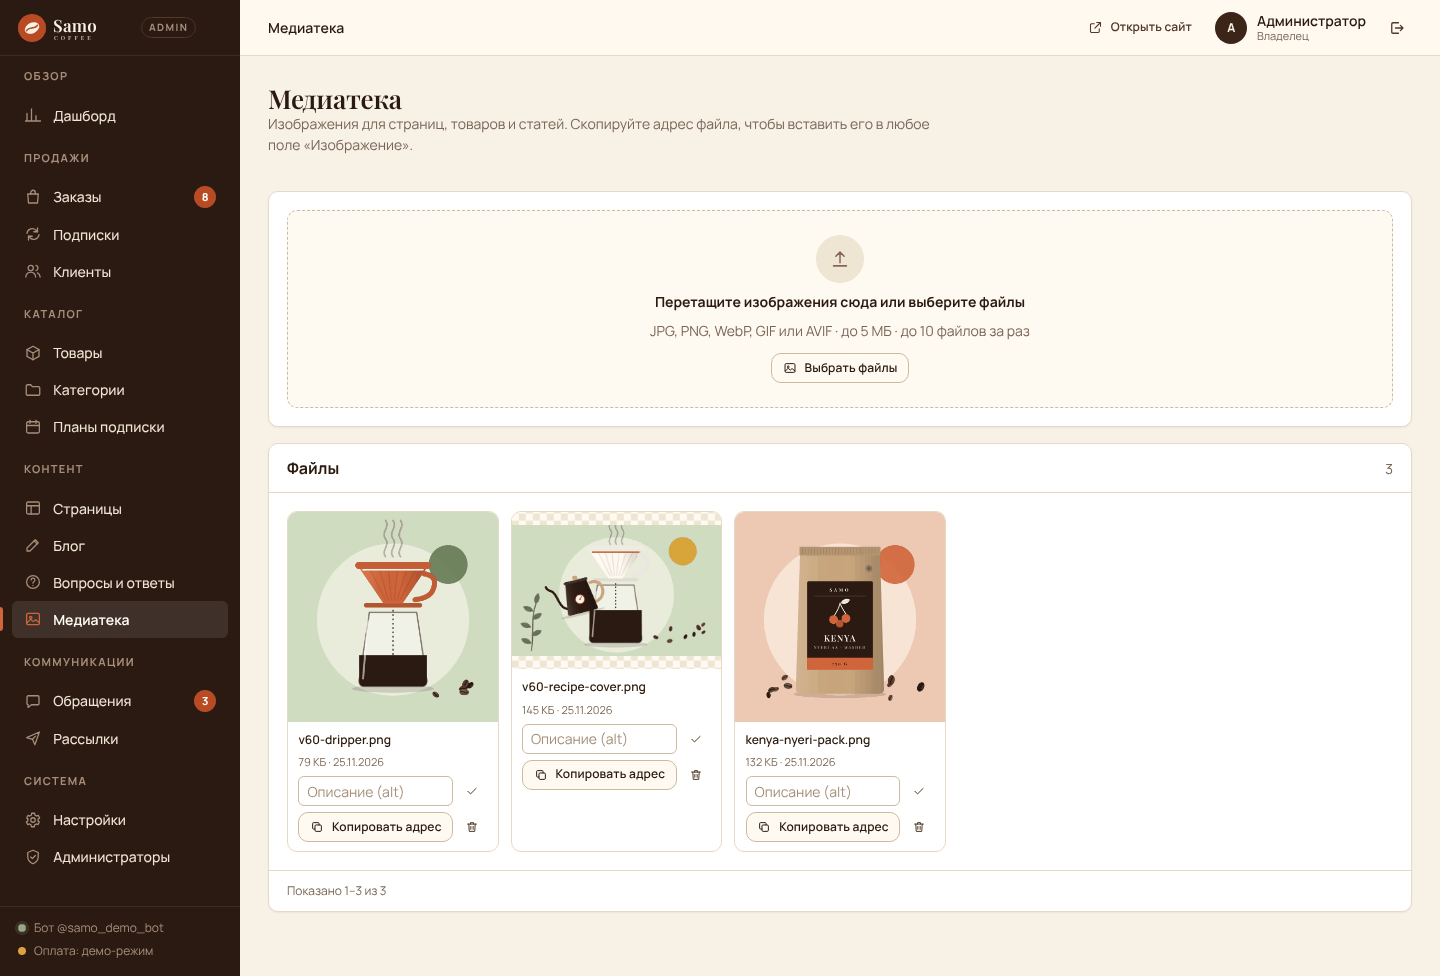 Samo
COFFEE
ADMIN
Медиатека
Открыть сайт
A
Администратор
Владелец
ОБЗОР
Дашборд
ПРОДАЖИ
Заказы
8
Подписки
Клиенты
КАТАЛОГ
Товары
Категории
Планы подписки
КОНТЕНТ
Страницы
Блог
Вопросы и ответы
Медиатека
КОММУНИКАЦИИ
Обращения
3
Рассылки
СИСТЕМА
Настройки
Администраторы
Бот @samo_demo_bot
Оплата: демо-режим
Медиатека
Изображения для страниц, товаров и статей. Скопируйте адрес файла, чтобы вставить его в любое
поле «Изображение».
Перетащите изображения сюда или выберите файлы
JPG, PNG, WebP, GIF или AVIF · до 5 МБ · до 10 файлов за раз
Выбрать файлы
Файлы
3
v60-dripper.png
79 КБ · 25.11.2026
Описание (alt)
Копировать адрес
v60-recipe-cover.png
145 КБ · 25.11.2026
Описание (alt)
Копировать адрес
SAMO
KENYA
kenya-nyeri-pack.png
132 КБ · 25.11.2026
Описание (alt)
Копировать адрес
Показано 1–3 из 3